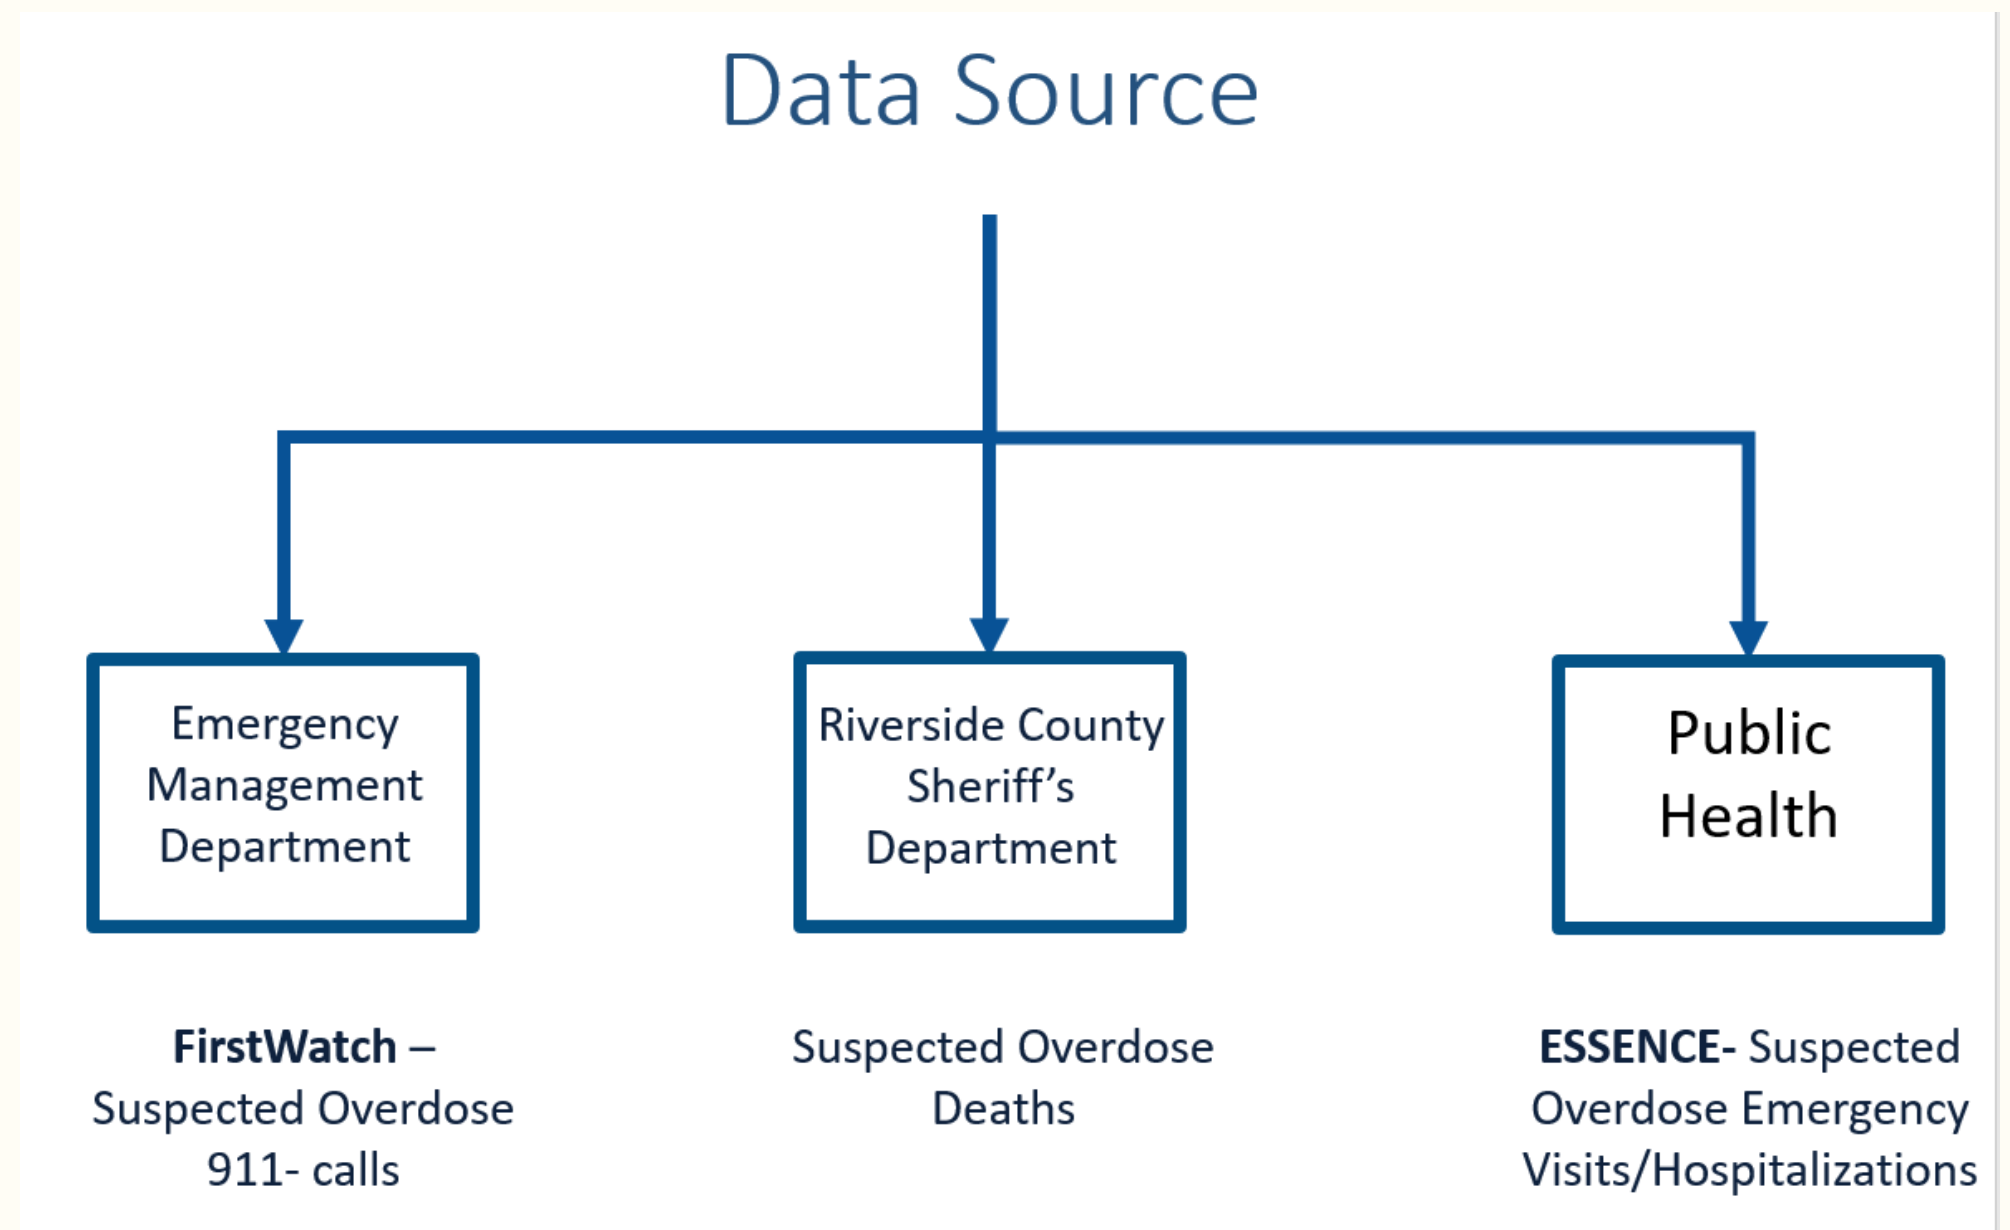 Data Source
Emergency
Management
Department
Riverside County
Sheriff’s
Department
Public
Health
FirstWatch –
Suspected Overdose
911- calls
Suspected Overdose
Deaths
ESSENCE- Suspected
Overdose Emergency
Visits/Hospitalizations